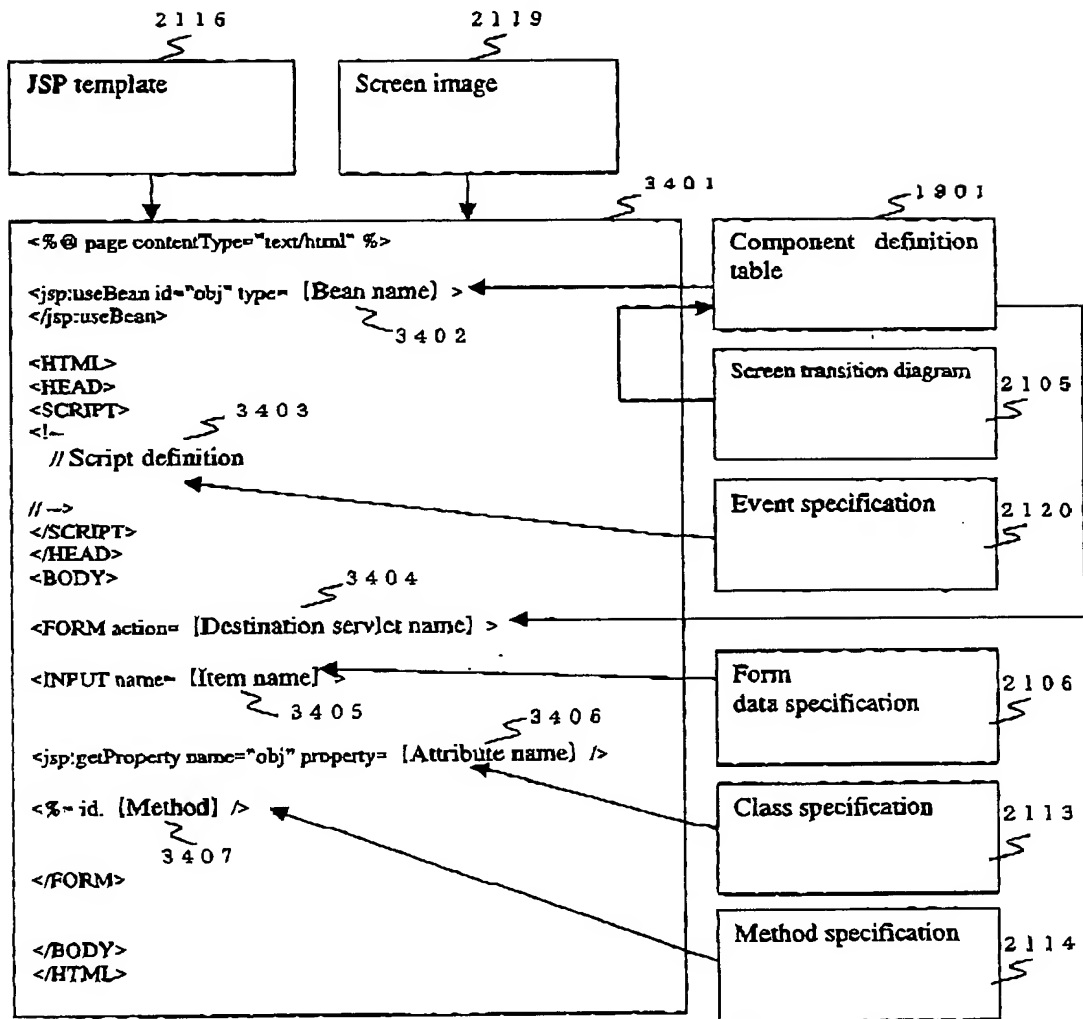 2116
2119
JSP template
Screen image
3401
1901
<%@ page contentType="text/html" %>
<jsp:useBean id="obj" type= [Bean name] >
</jsp:useBean>
3402
<HTML>
<HEAD>
<SCRIPT>
<!--
3403
// Script definition
// -->
</SCRIPT>
</HEAD>
<BODY>
3404
<FORM action= [Destination servlet name] >
<INPUT name= [Item name] >
3405
3406
<jsp:getProperty name="obj" property= [Attribute name] />
<%= id. [Method] />
3407
</FORM>
</BODY>
</HTML>
Component definition
table
Screen transition diagram
2105
Event specification
2120
Form
data specification
2106
Class specification
2113
Method specification
2114